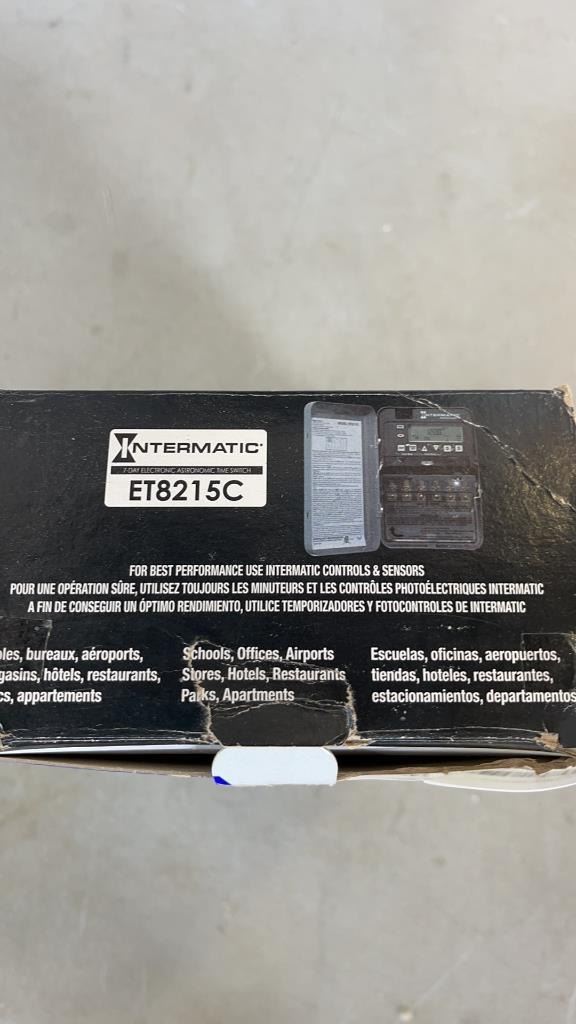 INTERMATIC
7-DAY ELECTRONIC ASTRONOMIC TIME SWITCH
ET8215C
INTERMATIC
FOR BEST PERFORMANCE USE INTERMATIC CONTROLS & SENSORS
POUR UNE OPÉRATION SÛRE, UTILISEZ TOUJOURS LES MINUTEURS ET LES CONTRÔLES PHOTOÉLECTRIQUES INTERMATIC
A FIN DE CONSEGUIR UN ÓPTIMO RENDIMIENTO, UTILICE TEMPORIZADORES Y FOTOCONTROLES DE INTERMATIC
bureaux, aéroports,
hôtels, restaurants,
appartements
Schools, Offices, Airports
Stores, Hotels, Restaurants
Parks, Apartments
Escuelas, oficinas, aeropuertos,
tiendas, hoteles, restaurantes,
estacionamientos, departamentos